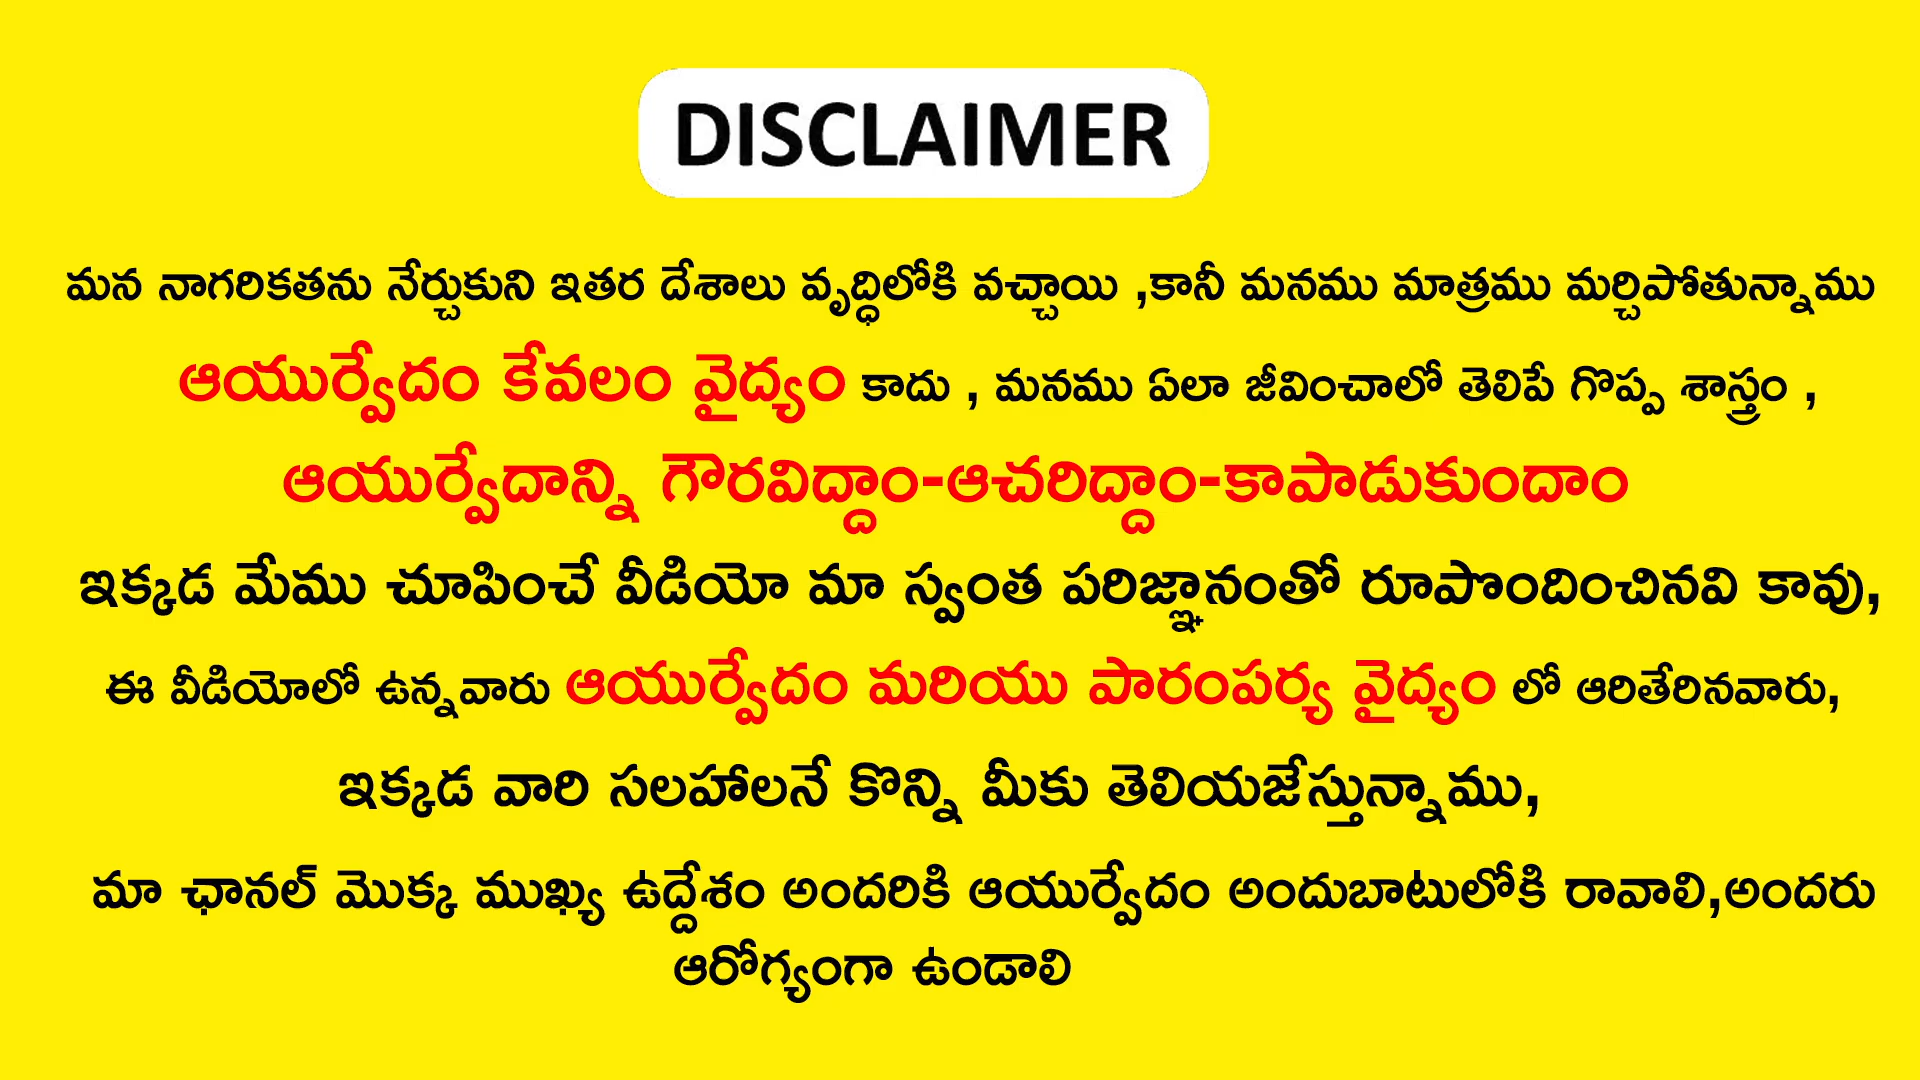 DISCLAIMER
మన నాగరికతను నేర్చుకుని ఇతర దేశాలు వృద్ధిలోకి వచ్చాయి ,కానీ మనము మాత్రము మర్చిపోతున్నాము
ఆయుర్వేదం కేవలం వైద్యం కాదు , మనము ఏలా జీవించాలో తెలిపే గొప్ప శాస్త్రం ,
ఆయుర్వేదాన్ని గౌరవిద్దాం-ఆచరిద్దాం-కాపాడుకుందాం
ఇక్కడ మేము చూపించే వీడియో మా స్వంత పరిజ్ఞానంతో రూపొందించినవి కావు,
ఈ వీడియోలో ఉన్నవారు ఆయుర్వేదం మరియు పారంపర్య వైద్యం లో ఆరితేరినవారు,
ఇక్కడ వారి సలహాలనే కొన్ని మీకు తెలియజేస్తున్నాము,
మా ఛానల్ మొక్క ముఖ్య ఉద్దేశం అందరికి ఆయుర్వేదం అందుబాటులోకి రావాలి,అందరు
ఆరోగ్యంగా ఉండాలి